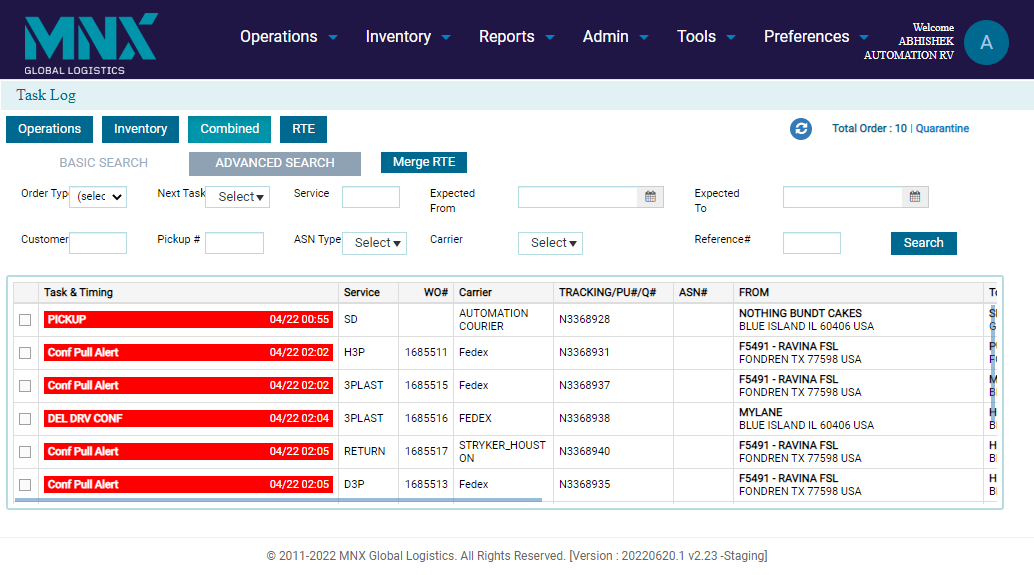 MNX
GLOBAL LOGISTICS
Operations Inventory Reports Admin Tools Preferences
Welcome
ABHISHEK
AUTOMATION RV
A
Task Log
Operations Inventory Combined RTE
Total Order : 10 | Quarantine
BASIC SEARCH ADVANCED SEARCH Merge RTE
Order Typ (selec Next Task Select Service Expected From Expected To
Customer Pickup # ASN Type Select Carrier Select Reference# Search
Task & Timing Service WO# Carrier TRACKING/PU#/Q# ASN# FROM
PICKUP 04/22 00:55 SD AUTOMATION COURIER N3368928 NOTHING BUNDT CAKES
BLUE ISLAND IL 60406 USA
Conf Pull Alert 04/22 02:02 H3P 1685511 Fedex N3368931 F5491 - RAVINA FSL
FONDREN TX 77598 USA
Conf Pull Alert 04/22 02:02 3PLAST 1685515 Fedex N3368937 F5491 - RAVINA FSL
FONDREN TX 77598 USA
DEL DRV CONF 04/22 02:04 3PLAST 1685516 FEDEX N3368938 MYLANE
BLUE ISLAND IL 60406 USA
Conf Pull Alert 04/22 02:05 RETURN 1685517 STRYKER_HOUSTON N3368940 F5491 - RAVINA FSL
FONDREN TX 77598 USA
Conf Pull Alert 04/22 02:05 D3P 1685513 Fedex N3368935 F5491 - RAVINA FSL
FONDREN TX 77598 USA
© 2011-2022 MNX Global Logistics. All Rights Reserved. [Version : 20220620.1 v2.23 -Staging]